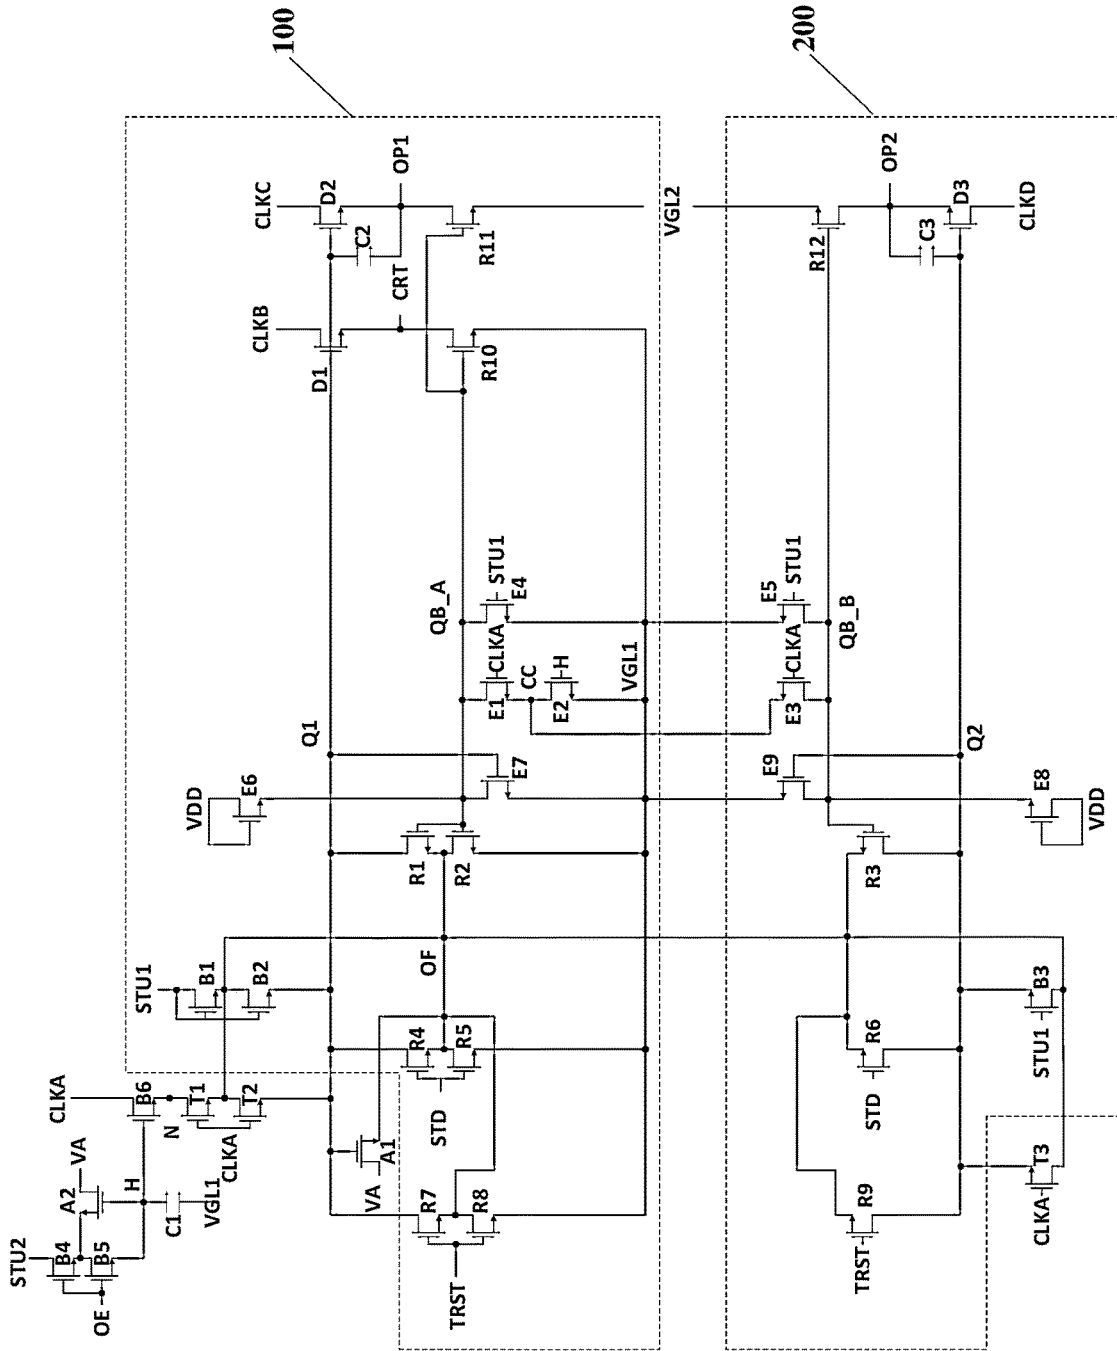 100
200
CLKC
D2
OP1
C2
CRT
R11
VGL2
R12
OP2
C3
D3
CLKD
CLKB
D1
R10
QB_A
STU1
E4
STU1
E5
QB_B
CLKA
E1
CC
H
E2
VGL1
CLKA
E3
Q1
E7
E9
Q2
VDD
E6
E8
VDD
R1
R2
R3
OF
STU1
B1
B2
B3
STU1
R4
R5
STD
R6
STD
CLKA
B6
N
T1
T2
CLKA
A1
VA
R7
R8
TRST
R9
TRST
T3
CLKA
VA
A2
H
C1
VGL1
STU2
B4
B5
OE